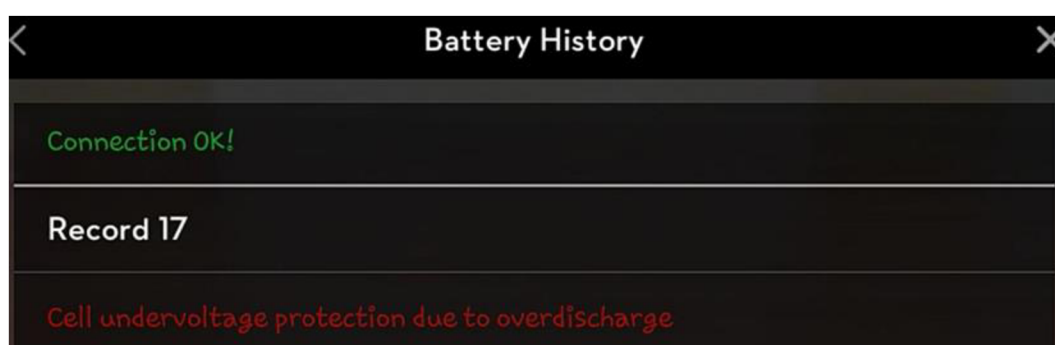 Battery History
Connection OK!
Record 17
Cell undervoltage protection due to overdischarge